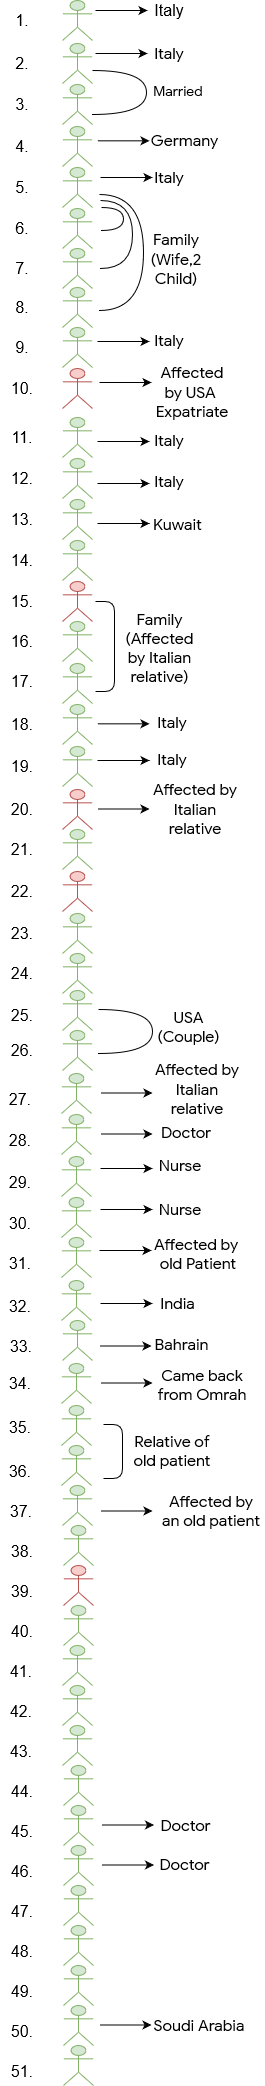 1. Italy
2. Italy
3. Married
4. Germany
5. Italy
6.
Family
(Wife,2
7.
Child)
8.
9. Italy
10. Affected
by USA
Expatriate
11. Italy
12. Italy
13. Kuwait
14.
15.
Family
16. (Affected
by Italian
17. relative)
18. Italy
19. Italy
Affected by
20. Italian
relative
21.
22.
23.
24.
25. USA
(Couple)
26.
Affected by
27. Italian
relative
28. Doctor
29. Nurse
30. Nurse
31. Affected by
old Patient
32. India
33. Bahrain
34. Came back
from Omrah
35.
Relative of
old patient
36.
37. Affected by
an old patient
38.
39.
40.
41.
42.
43.
44.
45. Doctor
46. Doctor
47.
48.
49.
50. Soudi Arabia
51.